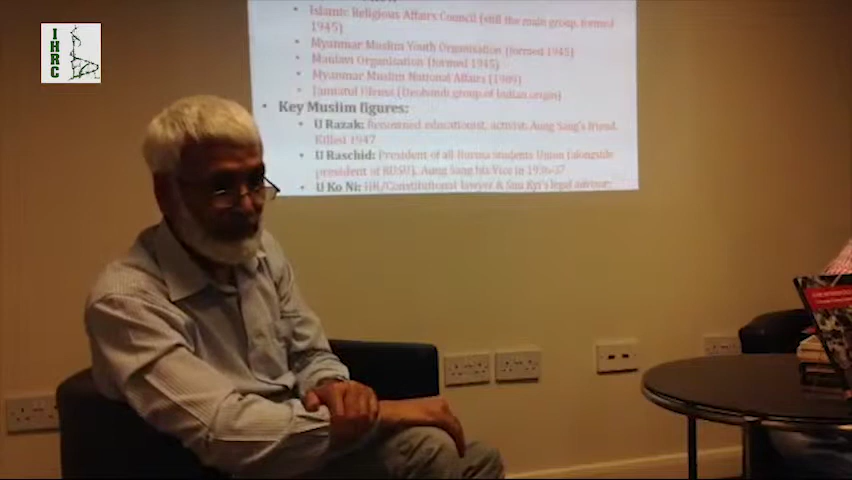 IHRC
Islamic Religious Affairs Council (still the main group, formed
1945)
Myanmar Muslim Youth Organisation (formed 1945)
Maulavi Organisation (formed 1945)
Myanmar Muslim National Affairs (1989)
Jamiatul Ulema (Deobandi group of Indian origin)
Key Muslim figures:
U Razak: Renowned educationist, activist; Aung Sang's friend.
Killed 1947
U Raschid: President of all Burma students Union (alongside
president of RUSU). Aung Sang his Vice in 1936-37
U Ko Ni: HR/Constitutional lawyer & Suu Kyi's legal advisor;